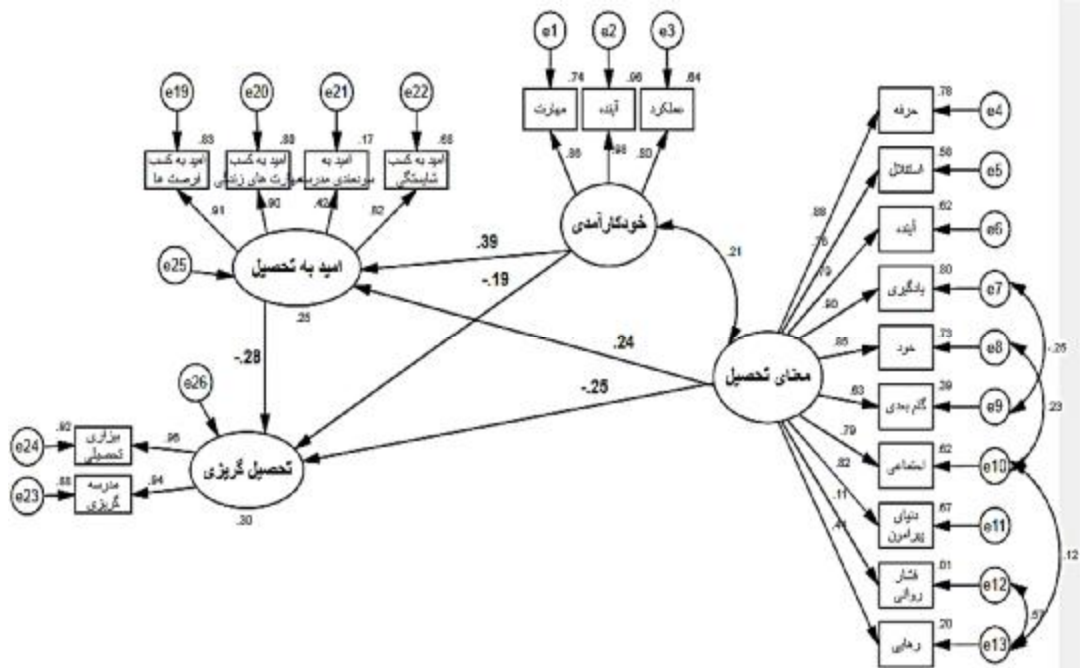 e1
e2
e3
.74
.96
.64
مهارت
آینده
عملکرد
.86
.98
.80
خودکارآمدی
e19
e20
e21
e22
.83
.80
.17
.68
امید به کسب
فرصت ها
امید به کسب
مهارت های زندگی
امید به
سودمندی مدرسه
امید به کسب
شایستگی
.91
.90
.42
.82
e25
امید به تحصیل
.25
.39
-.19
.21
.24
-.25
-.28
e26
e24
.92
بیزاری
تحصیلی
.96
e23
.88
مدرسه
گریزی
.94
تحصیل گریزی
.30
معنای تحصیل
.88
.76
.79
.90
.85
.63
.79
.82
.11
حرفه
.78
e4
استقلال
.58
e5
آینده
.62
e6
یادگیری
.80
e7
خود
.73
e8
گام بعدی
.39
e9
اجتماعی
.62
e10
دنیای
پیرامون
.67
e11
فشار
روانی
.01
e12
رهایی
.20
e13
-.25
.23
.12
.57